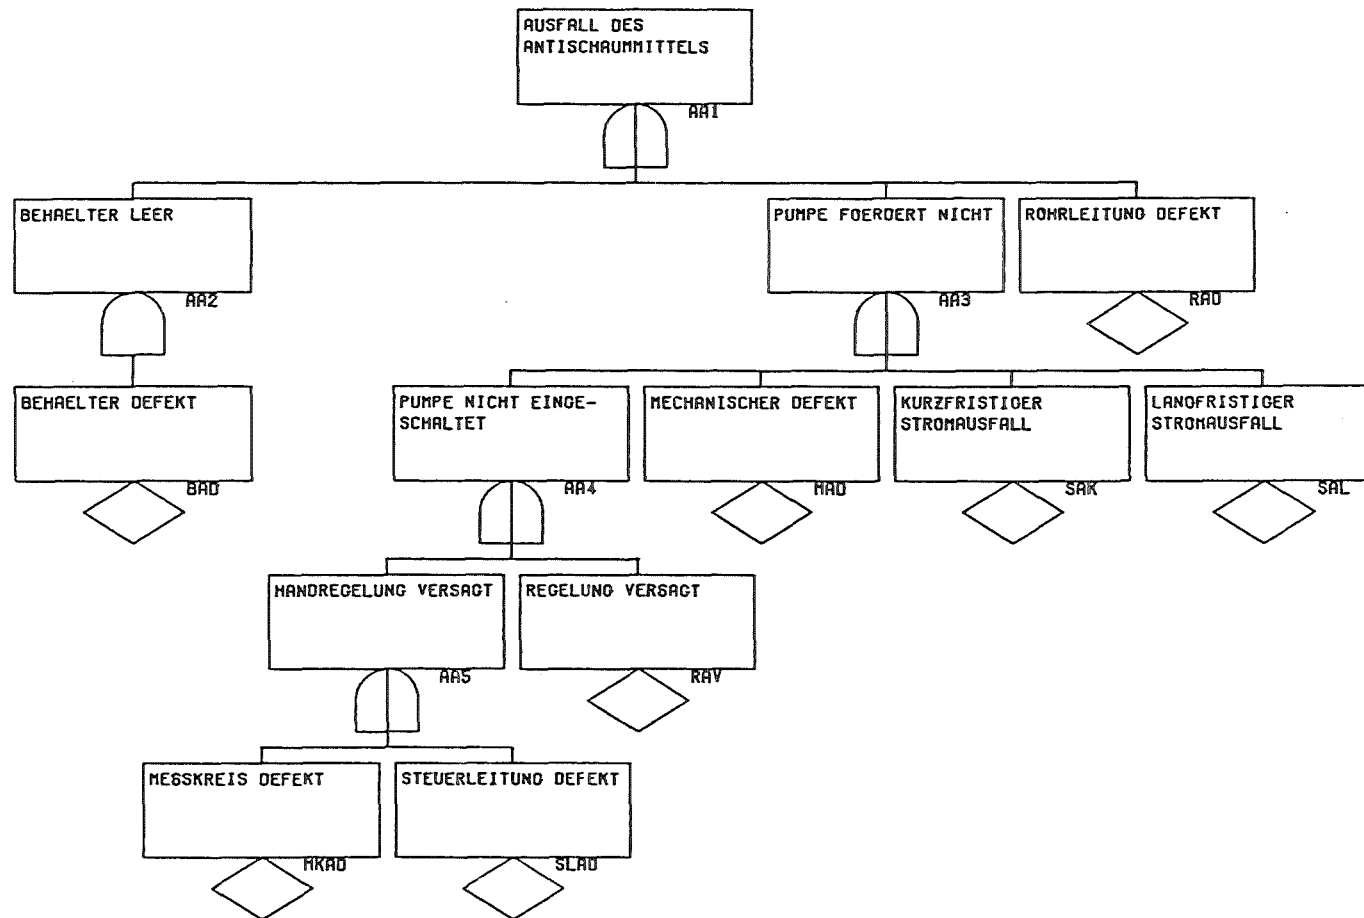 AUSFALL DES
ANTISCHAUMMITTELS
AA1
BEHAELTER LEER
AA2
PUMPE FOERDERT NICHT
AA3
ROHRLEITUNG DEFEKT
RAD
BEHAELTER DEFEKT
BAD
PUMPE NICHT EINGE-
SCHALTET
AA4
MECHANISCHER DEFEKT
MAD
KURZFRISTIGER
STROMAUSFALL
SAK
LANGFRISTIGER
STROMAUSFALL
SAL
HANDREGELUNG VERSAGT
AA5
REGELUNG VERSAGT
RAV
MESSKREIS DEFEKT
MKAD
STEUERLEITUNG DEFEKT
SLAD